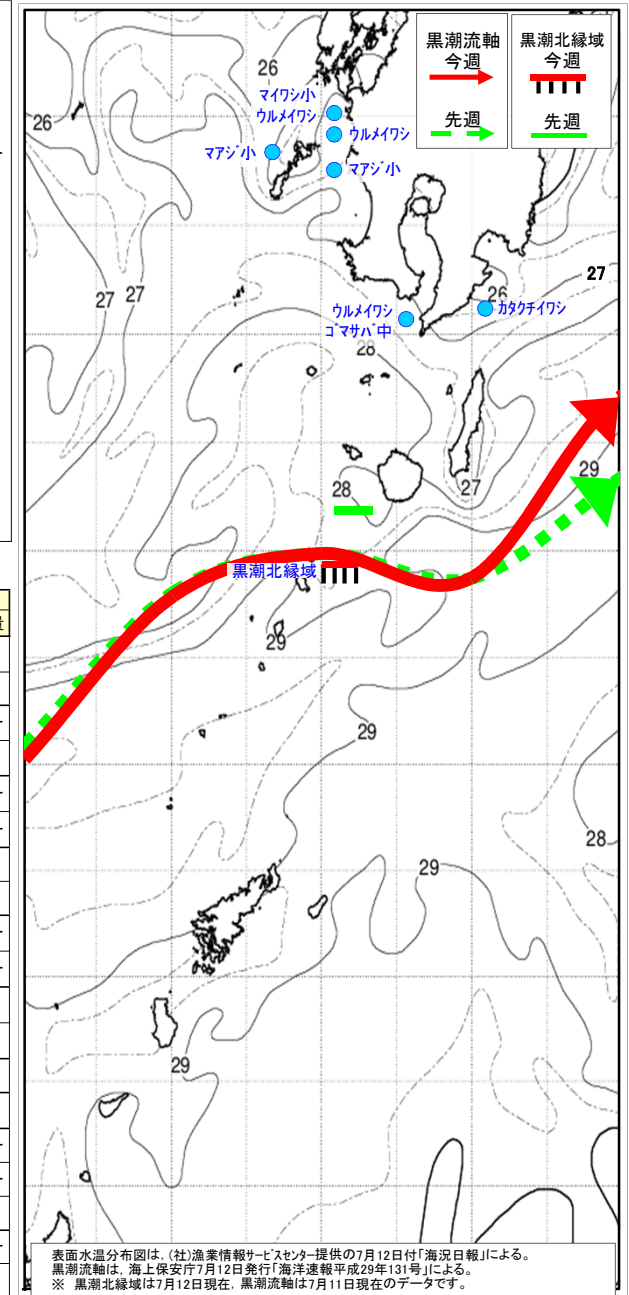 黒潮流軸
今週
先週
黒潮北縁域
今週
先週
26
26
マイワシ小
ウルメイワシ
ウルメイワシ
マアジ小
マアジ小
27
27
27
26
カタクチイワシ
ウルメイワシ
ゴマサバ中
28
28
27
29
黒潮北縁域
29
29
28
29
29
表面水温分布図は，（社）漁業情報サービスセンター提供の7月12日付「海況日報」による。
黒潮流軸は，海上保安庁7月12日発行「海洋速報平成29年131号」による。
※ 黒潮北縁域は7月12日現在，黒潮流軸は7月11日現在のデータです。